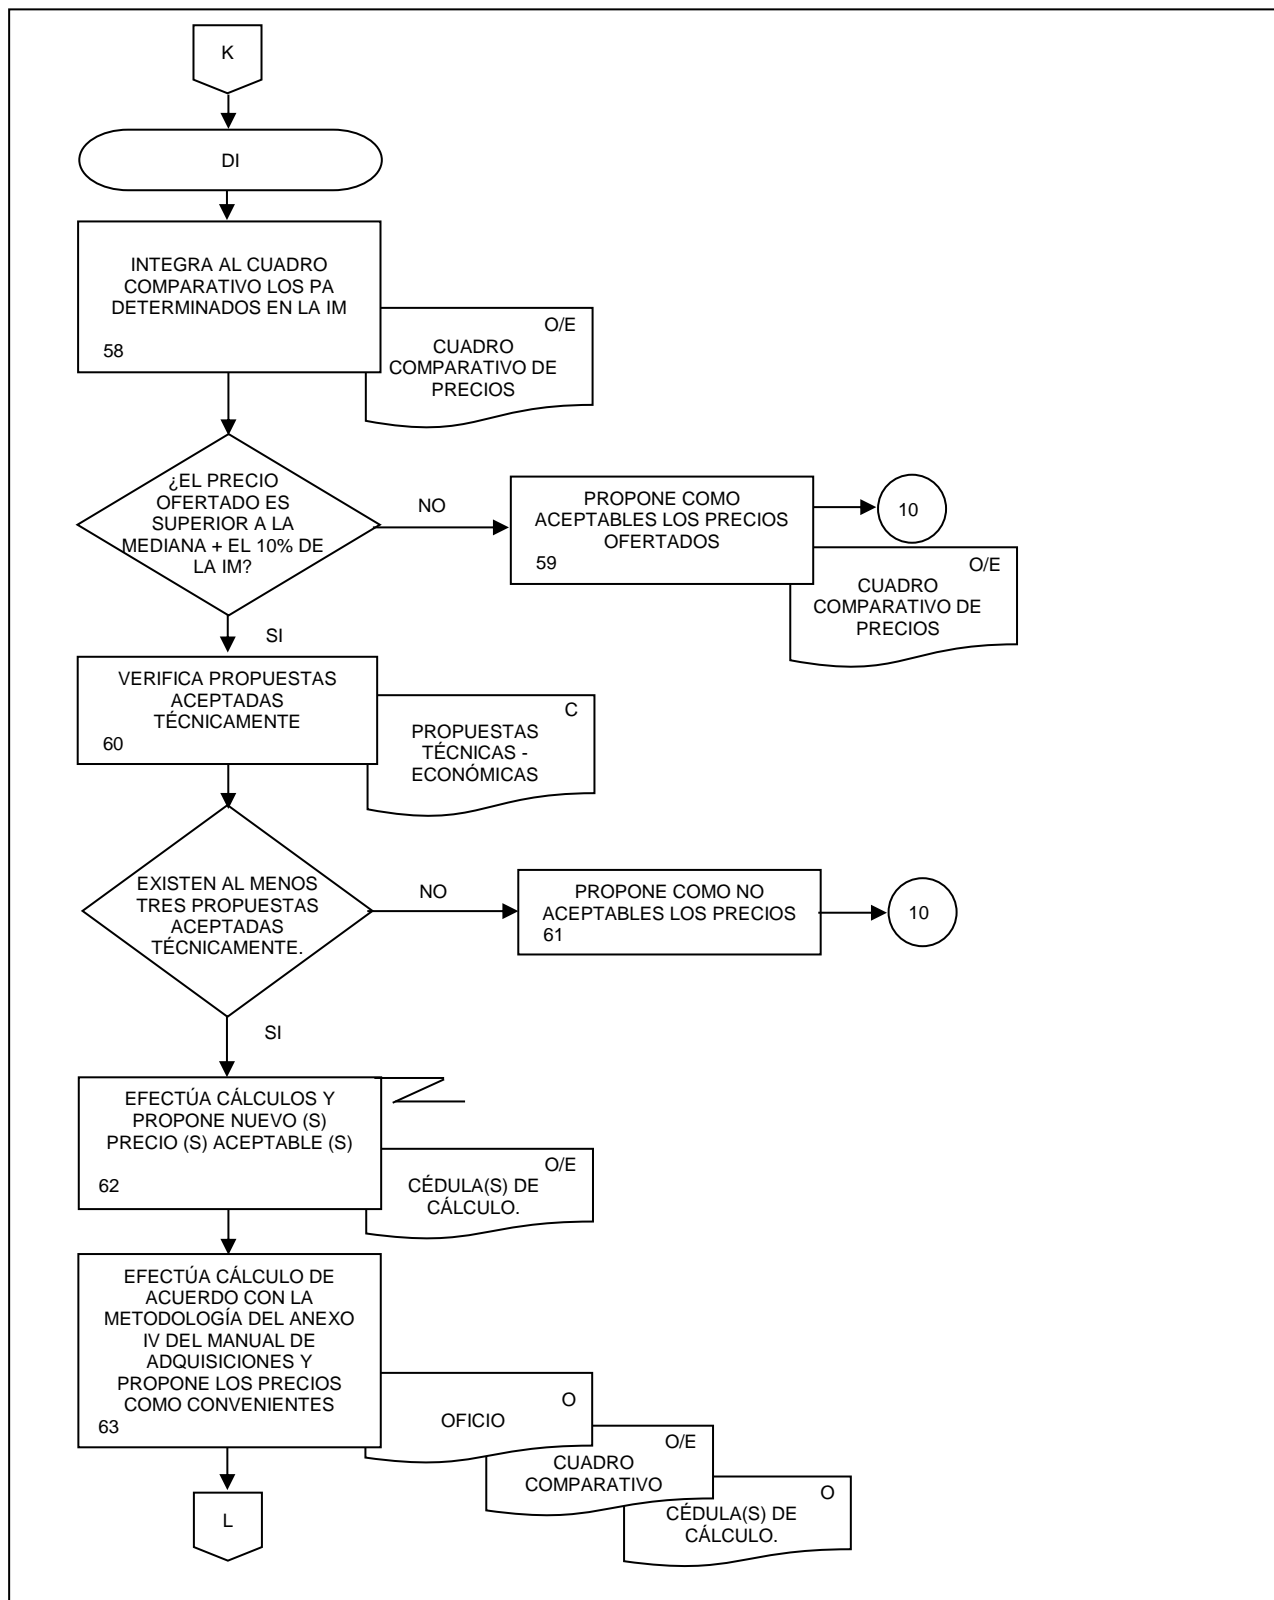 K
DI
INTEGRA AL CUADRO
COMPARATIVO LOS PA
DETERMINADOS EN LA IM
58
O/E
CUADRO
COMPARATIVO DE
PRECIOS
¿EL PRECIO
OFERTADO ES
SUPERIOR A LA
MEDIANA + EL 10% DE
LA IM?
NO
PROPONE COMO
ACEPTABLES LOS PRECIOS
OFERTADOS
59
10
O/E
CUADRO
COMPARATIVO DE
PRECIOS
SI
VERIFICA PROPUESTAS
ACEPTADAS
TÉCNICAMENTE
60
C
PROPUESTAS
TÉCNICAS -
ECONÓMICAS
EXISTEN AL MENOS
TRES PROPUESTAS
ACEPTADAS
TÉCNICAMENTE.
NO
PROPONE COMO NO
ACEPTABLES LOS PRECIOS
61
10
SI
EFECTÚA CÁLCULOS Y
PROPONE NUEVO (S)
PRECIO (S) ACEPTABLE (S)
62
O/E
CÉDULA(S) DE
CÁLCULO.
EFECTÚA CÁLCULO DE
ACUERDO CON LA
METODOLOGÍA DEL ANEXO
IV DEL MANUAL DE
ADQUISICIONES Y
PROPONE LOS PRECIOS
COMO CONVENIENTES
63
O
OFICIO
O/E
CUADRO
COMPARATIVO
O
CÉDULA(S) DE
CÁLCULO.
L